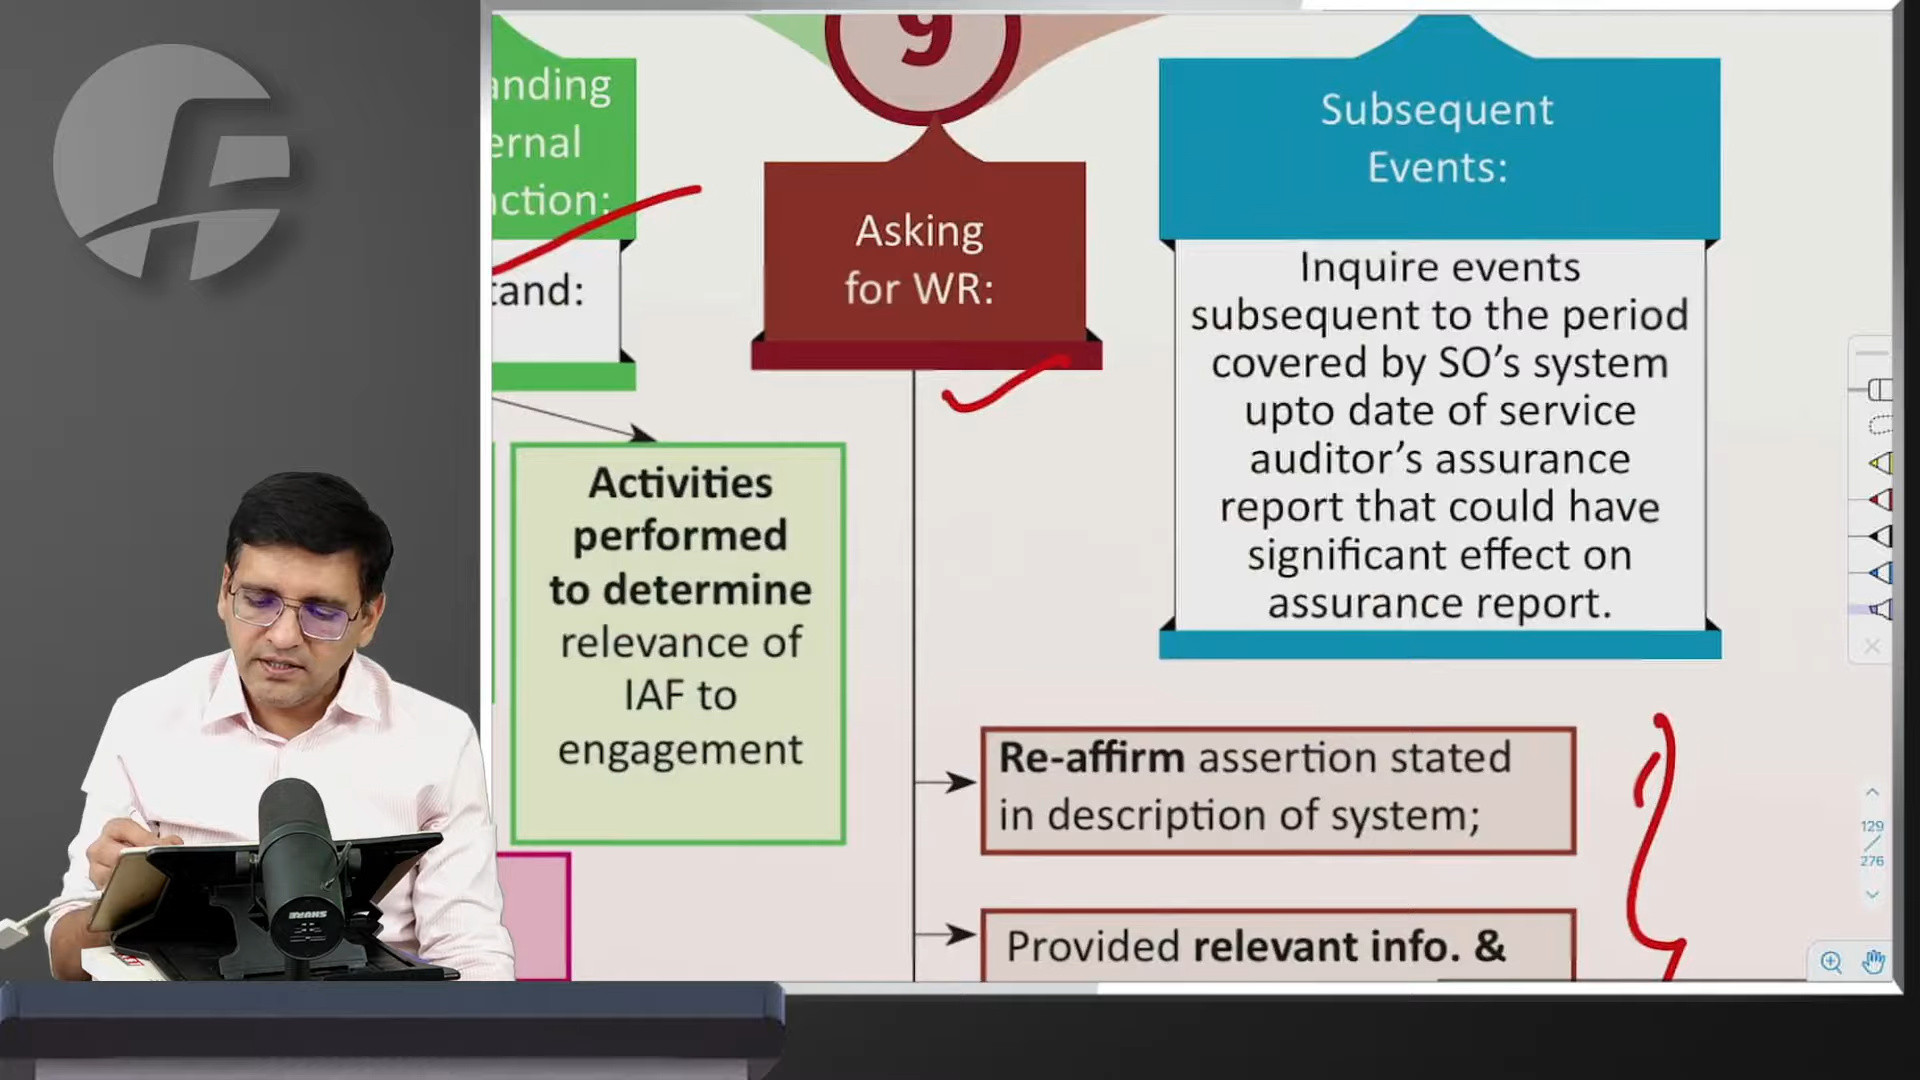 anding
ernal
nction:
tand:
9
Asking
for WR:
Subsequent
Events:
Inquire events
subsequent to the period
covered by SO's system
upto date of service
auditor's assurance
report that could have
significant effect on
assurance report.
Activities
performed
to determine
relevance of
IAF to
engagement
Re-affirm assertion stated
in description of system;
Provided relevant info. &
129
276
SHURE